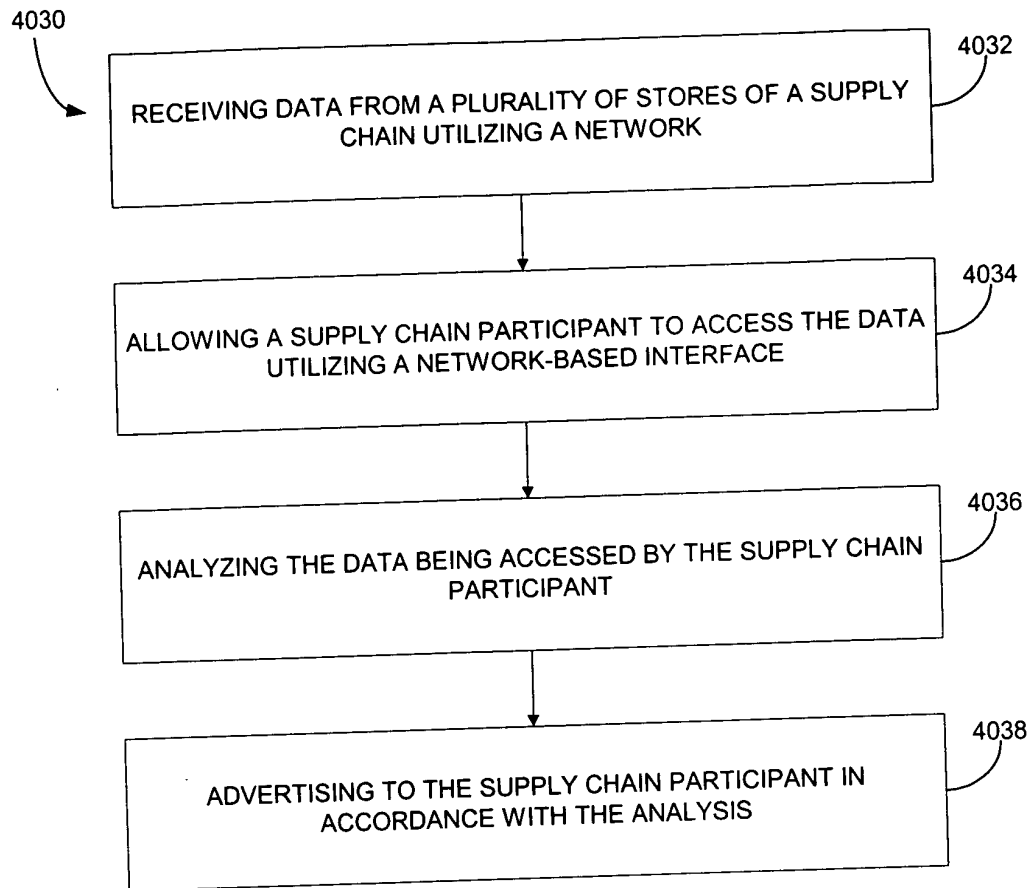 4030
4032
RECEIVING DATA FROM A PLURALITY OF STORES OF A SUPPLY
CHAIN UTILIZING A NETWORK
4034
ALLOWING A SUPPLY CHAIN PARTICIPANT TO ACCESS THE DATA
UTILIZING A NETWORK-BASED INTERFACE
4036
ANALYZING THE DATA BEING ACCESSED BY THE SUPPLY CHAIN
PARTICIPANT
4038
ADVERTISING TO THE SUPPLY CHAIN PARTICIPANT IN
ACCORDANCE WITH THE ANALYSIS